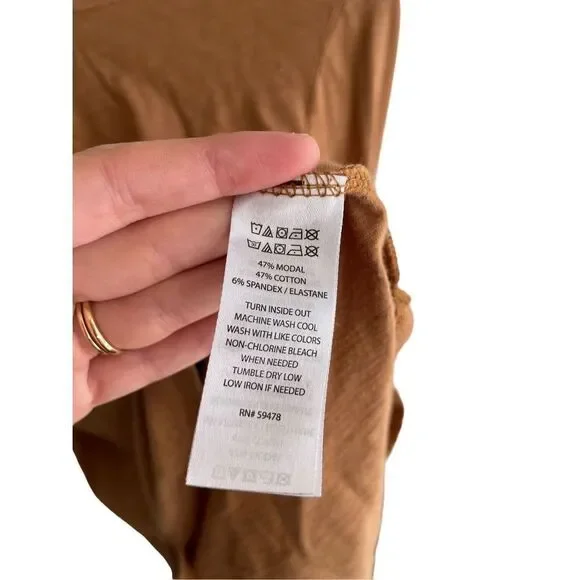 47% MODAL
47% COTTON
6% SPANDEX / ELASTANE
TURN INSIDE OUT
MACHINE WASH COOL
WASH WITH LIKE COLORS
NON-CHLORINE BLEACH
WHEN NEEDED
TUMBLE DRY LOW
LOW IRON IF NEEDED
RN# 59478